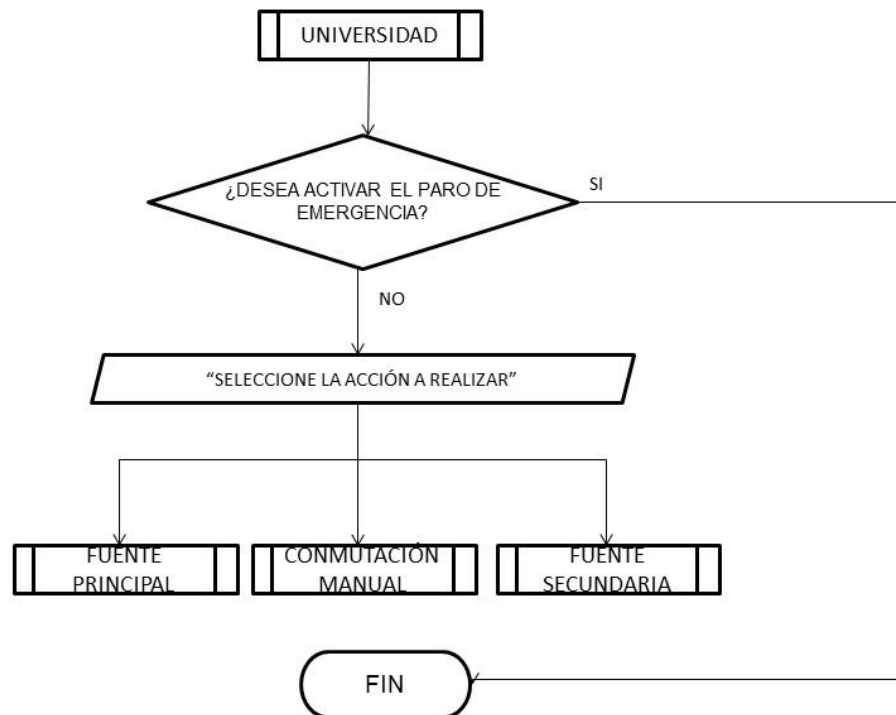 UNIVERSIDAD
¿DESEA ACTIVAR EL PARO DE
EMERGENCIA?
SI
NO
“SELECCIONE LA ACCIÓN A REALIZAR”
FUENTE
PRINCIPAL
CONMUTACIÓN
MANUAL
FUENTE
SECUNDARIA
FIN